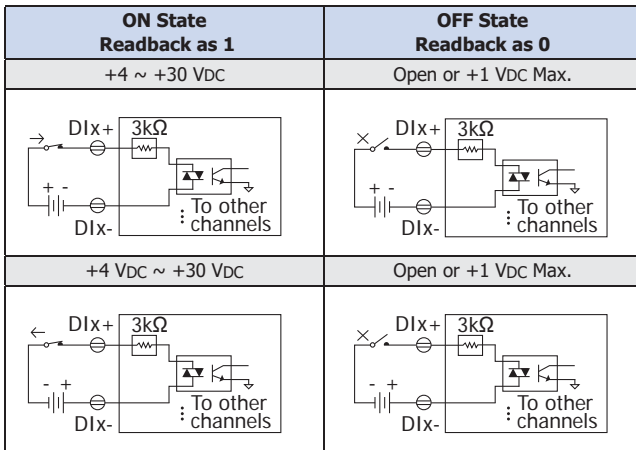 ON State
Readback as 1
OFF State
Readback as 0
+4 ~ +30 VDC
Open or +1 VDC Max.
DIx+ 3kΩ
+ -
To other
channels
DIx-
DIx+ 3kΩ
+ -
To other
channels
DIx-
+4 VDC ~ +30 VDC
Open or +1 VDC Max.
DIx+ 3kΩ
- +
To other
channels
DIx-
DIx+ 3kΩ
- +
To other
channels
DIx-